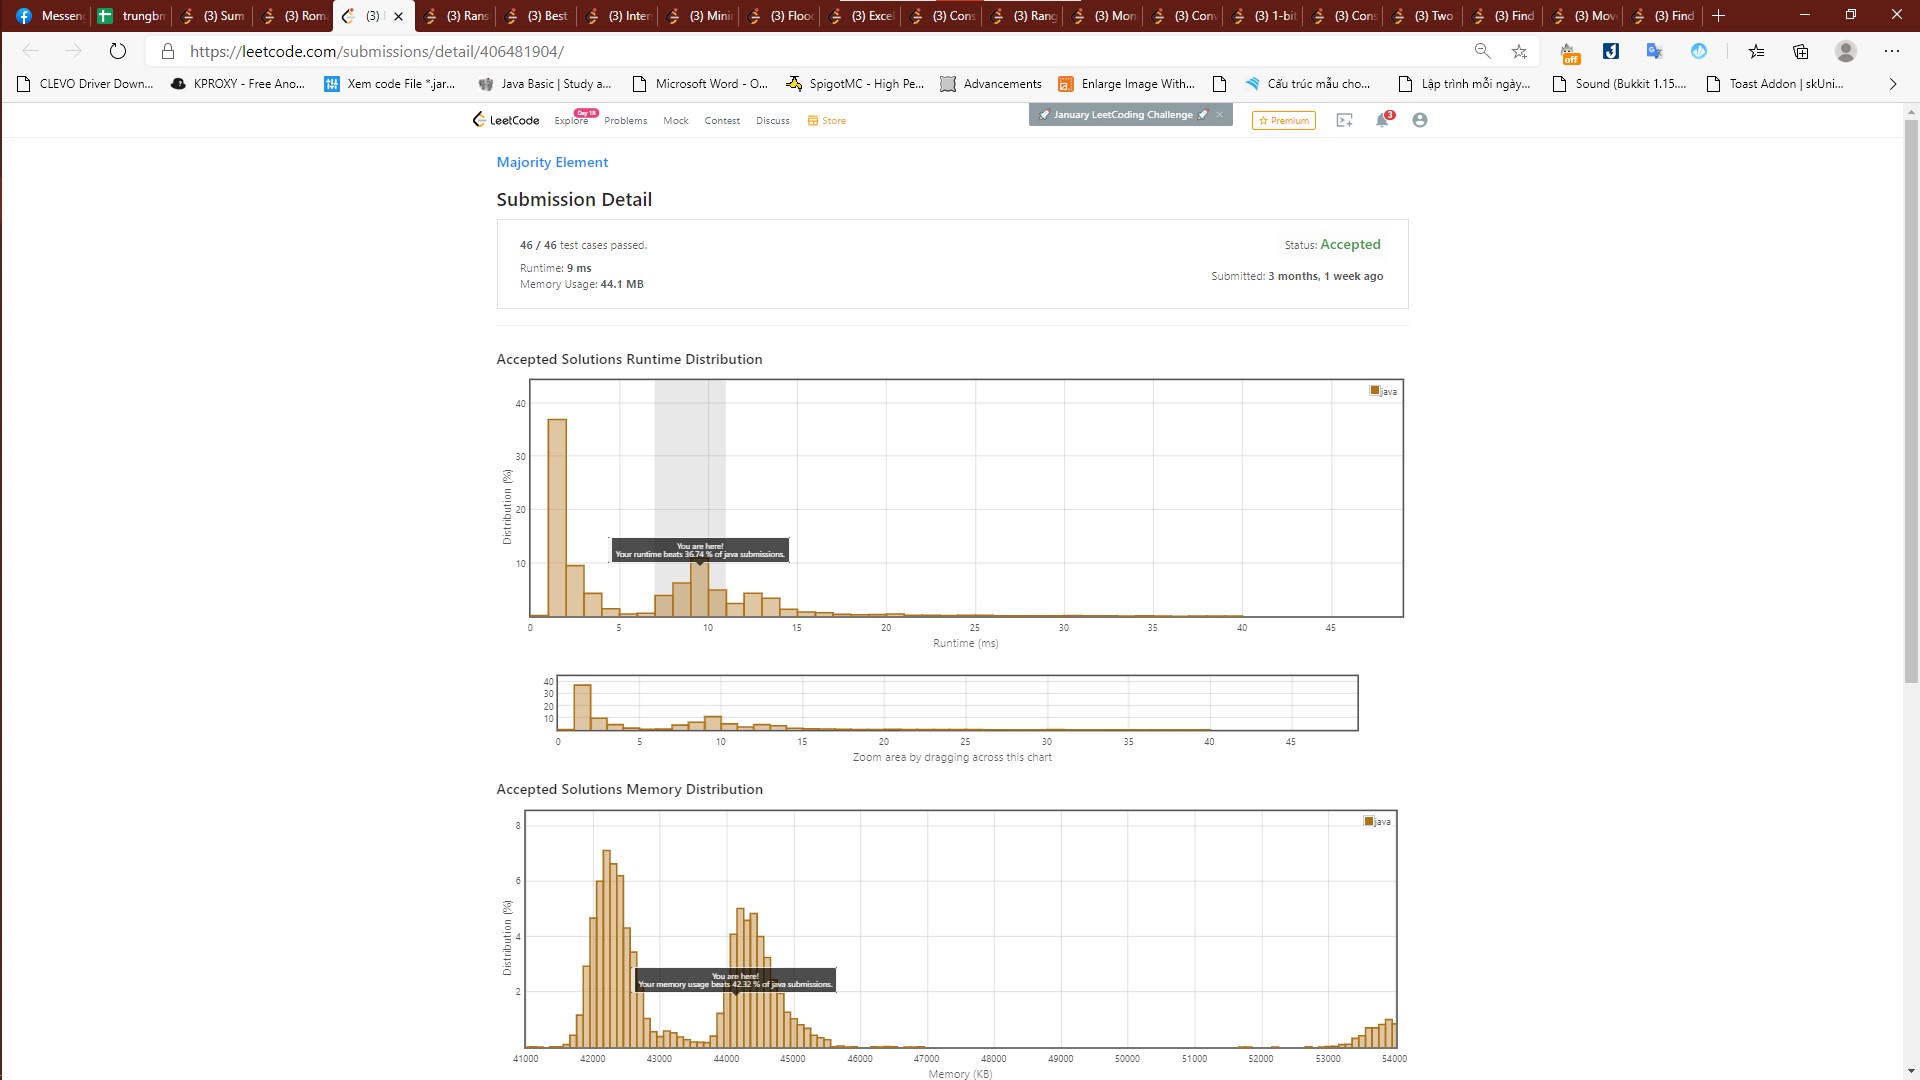 Messen
trungbn
(3) Sum
(3) Rom
(3)
(3) Rans
(3) Best
(3) Inter
(3) Mini
(3) Floo
(3) Excel
(3) Cons
(3) Rang
(3) Mon
(3) Con
(3) 1-bit
(3) Cons
(3) Two
(3) Find
(3) Mov
(3) Find
https://leetcode.com/submissions/detail/406481904/
off
CLEVO Driver Down...
KPROXY - Free Ano...
Xem code File *.jar...
Java Basic | Study a...
Microsoft Word - O...
SpigotMC - High Pe...
Advancements
Enlarge Image With...
Cấu trúc mẫu cho...
Lập trình mỗi ngày...
Sound (Bukkit 1.15....
Toast Addon | skUni...
LeetCode
Explore
Day 18
Problems
Mock
Contest
Discuss
Store
January LeetCoding Challenge
Premium
3
Majority Element
Submission Detail
46 / 46 test cases passed.
Status: Accepted
Runtime: 9 ms
Submitted: 3 months, 1 week ago
Memory Usage: 44.1 MB
Accepted Solutions Runtime Distribution
java
40
30
20
10
Distribution (%)
You are here!
Your runtime beats 36.74 % of java submissions.
0 5 10 15 20 25 30 35 40 45
Runtime (ms)
40
30
20
10
0 5 10 15 20 25 30 35 40 45
Zoom area by dragging across this chart
Accepted Solutions Memory Distribution
java
8
6
4
2
Distribution (%)
You are here!
Your memory usage beats 42.32 % of java submissions.
41000 42000 43000 44000 45000 46000 47000 48000 49000 50000 51000 52000 53000 54000
Memory (KB)